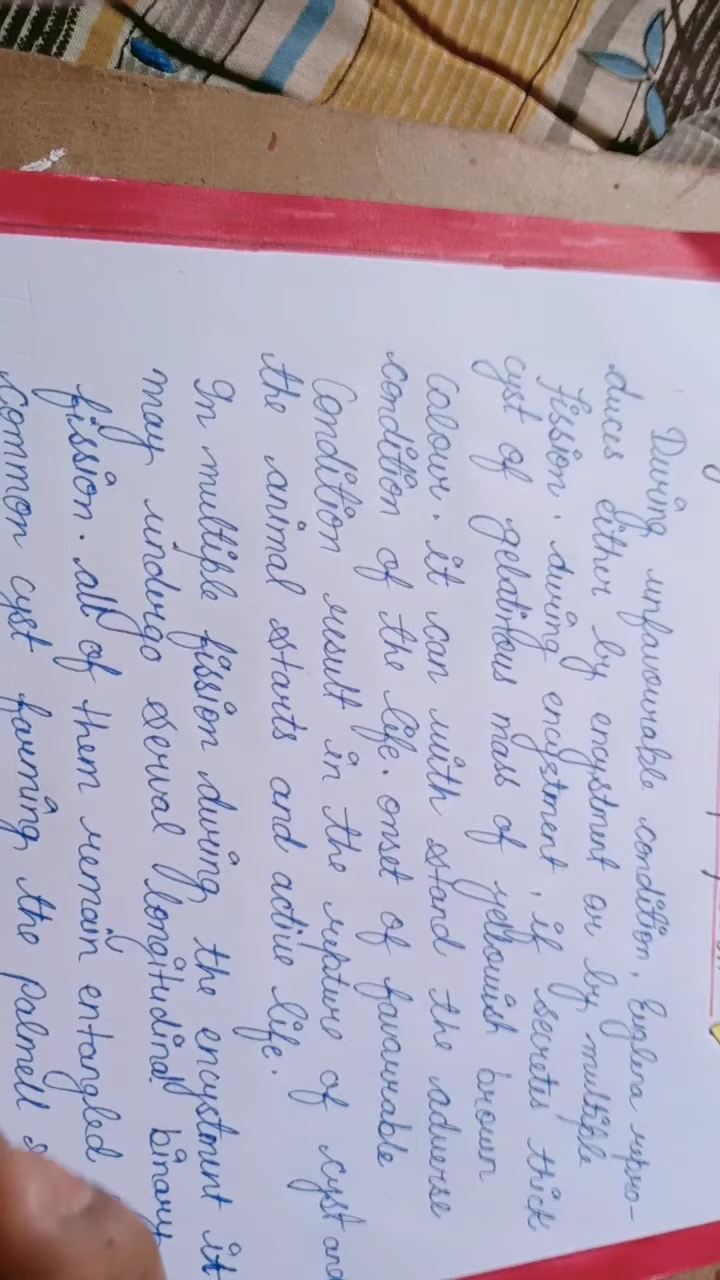 During unfavourable condition, Euglena repro-
duces either by encystment or by multiple
fission. during encystment, if secretes thick
cyst of gelatinous mass of yellowish brown
colour. it can with stand the adverse
condition of the life. onset of favourable
Condition result in the rupture of cyst and
the animal starts and active life.
In multiple fission during the encystment it
may undergo serval longitudinal binary
fission. all of them remain entangled
common cyst farming the palmell